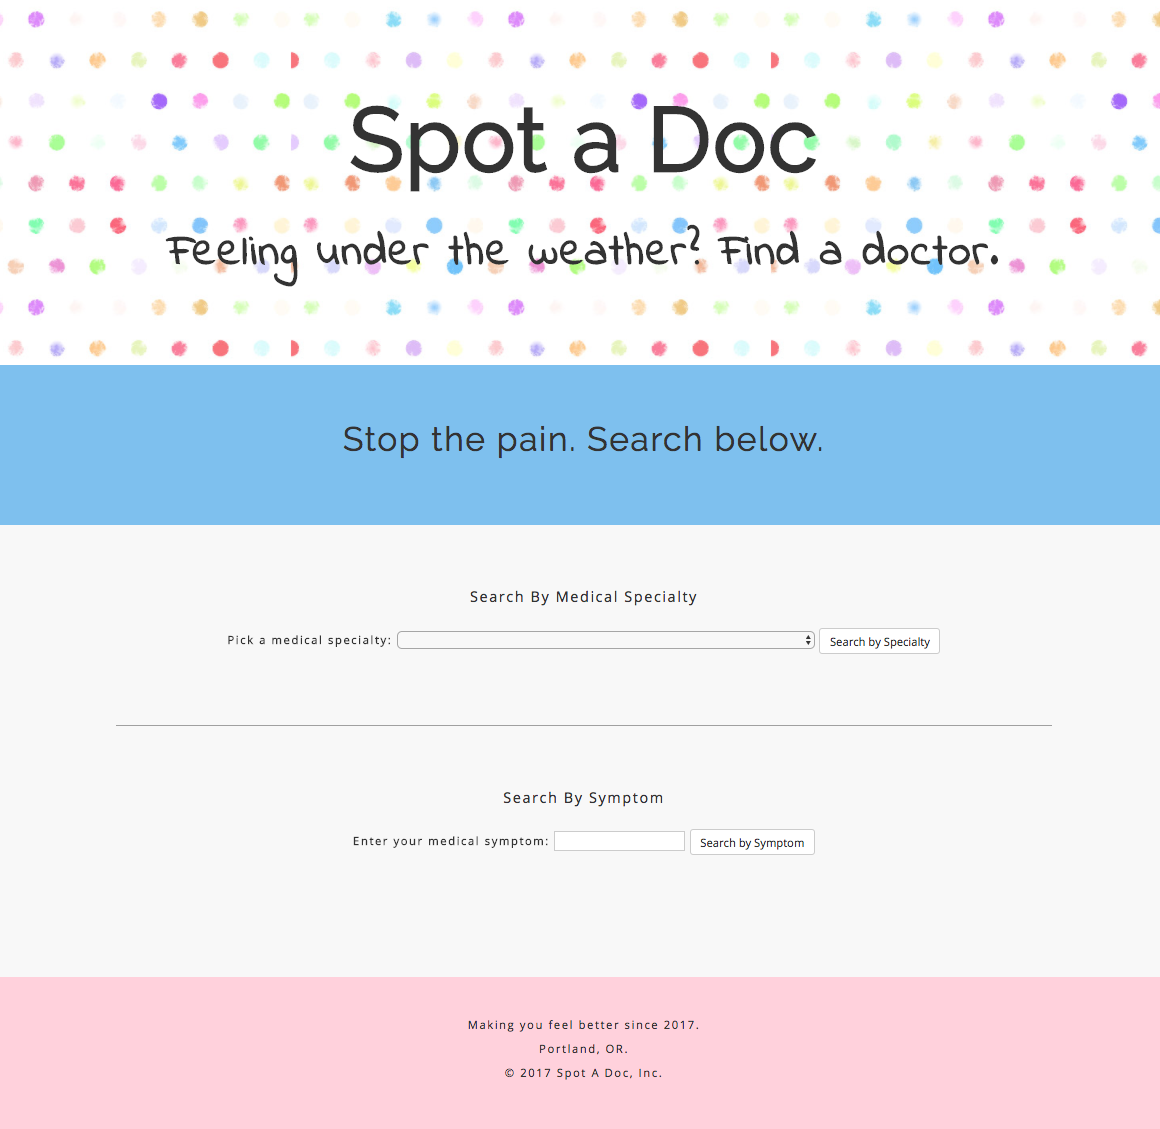 Spot a Doc
Feeling under the weather? Find a doctor.
Stop the pain. Search below.
Search By Medical Specialty
Pick a medical specialty: Search by Specialty
Search By Symptom
Enter your medical symptom: Search by Symptom
Making you feel better since 2017.
Portland, OR.
© 2017 Spot A Doc, Inc.